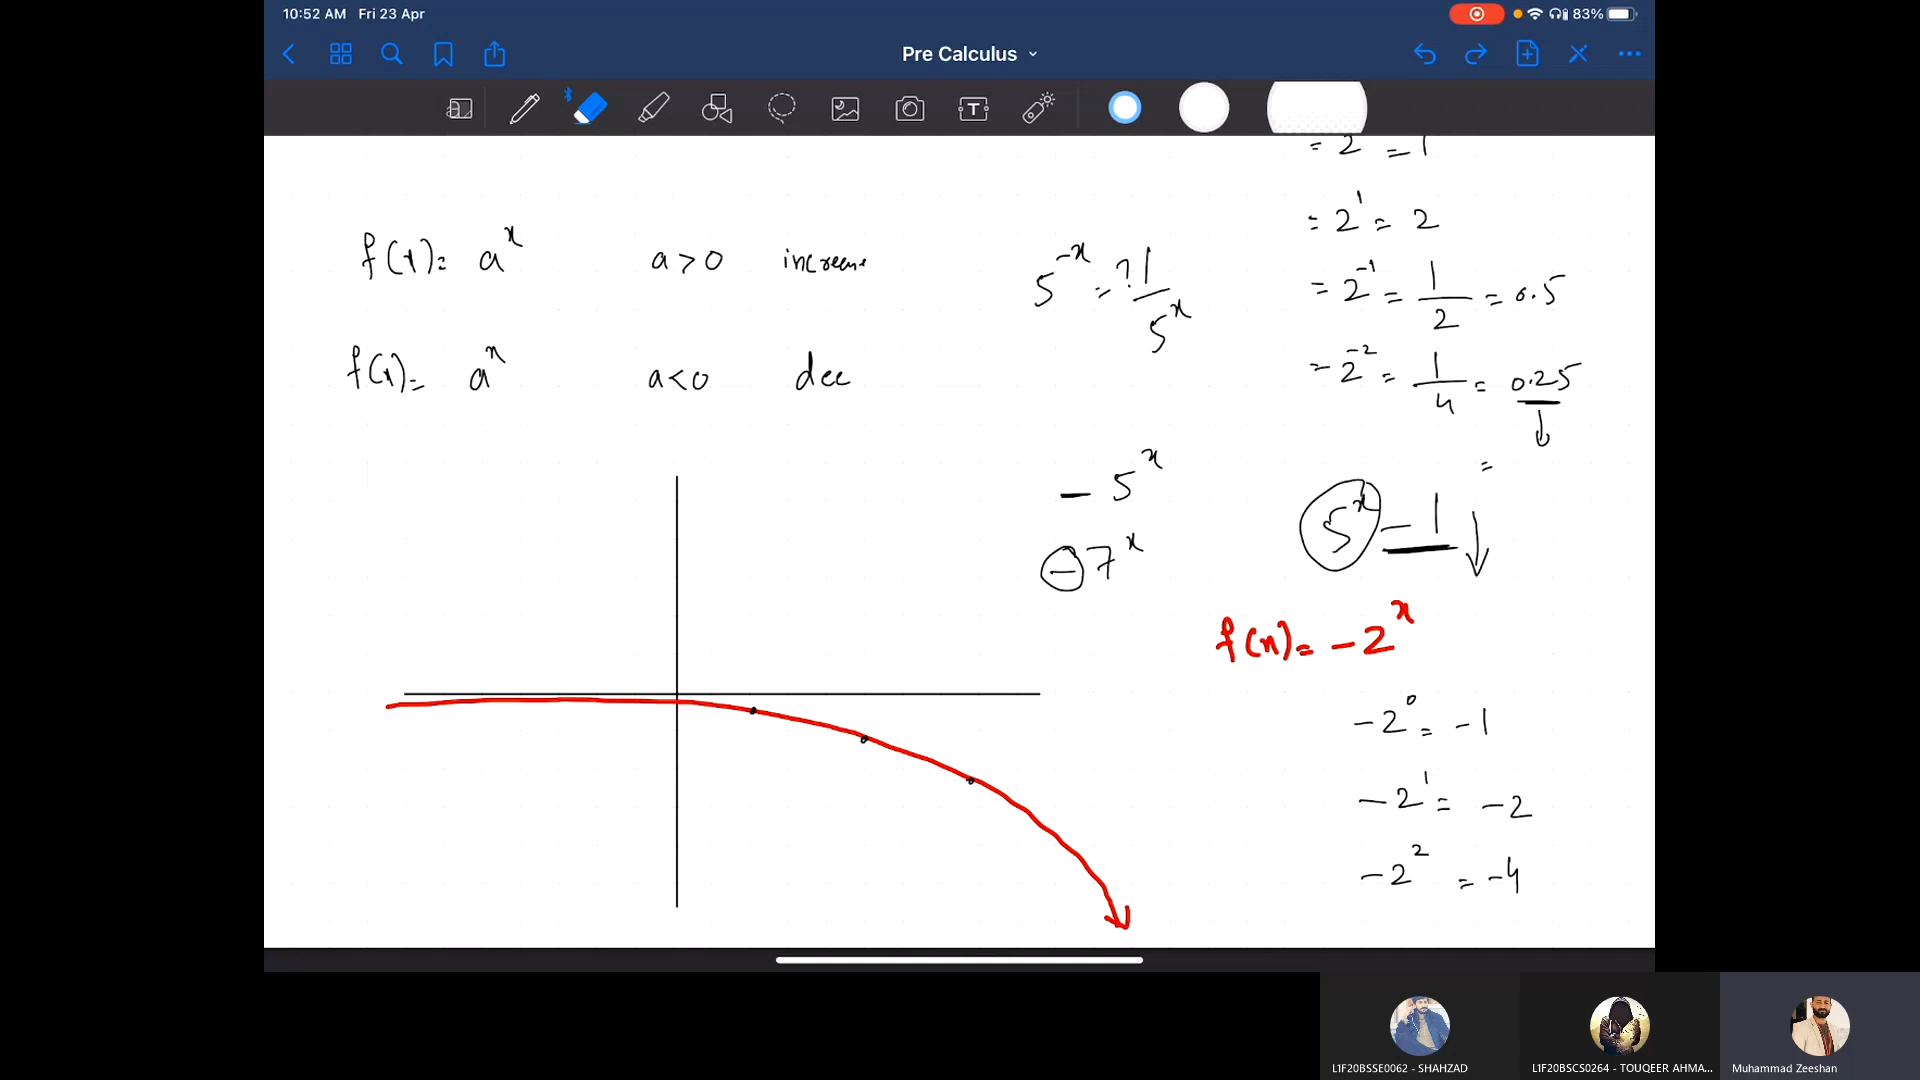 10:52 AM Fri 23 Apr
83%
Pre Calculus
= 2 = 1
= 2¹ = 2
f(x) = aˣ a > 0 increase
5⁻ˣ = ? 1/5ˣ
= 2⁻¹ = 1/2 = 0.5
f(x) = aˣ a < 0 dec
= 2⁻² = 1/4 = 0.25
=
- 5ˣ
5ˣ - 1
- 7ˣ
f(x) = -2ˣ
-2⁰ = -1
-2¹ = -2
-2² = -4
L1F20BSSE0062 - SHAHZAD
L1F20BSCS0264 - TOUQEER AHMA...
Muhammad Zeeshan